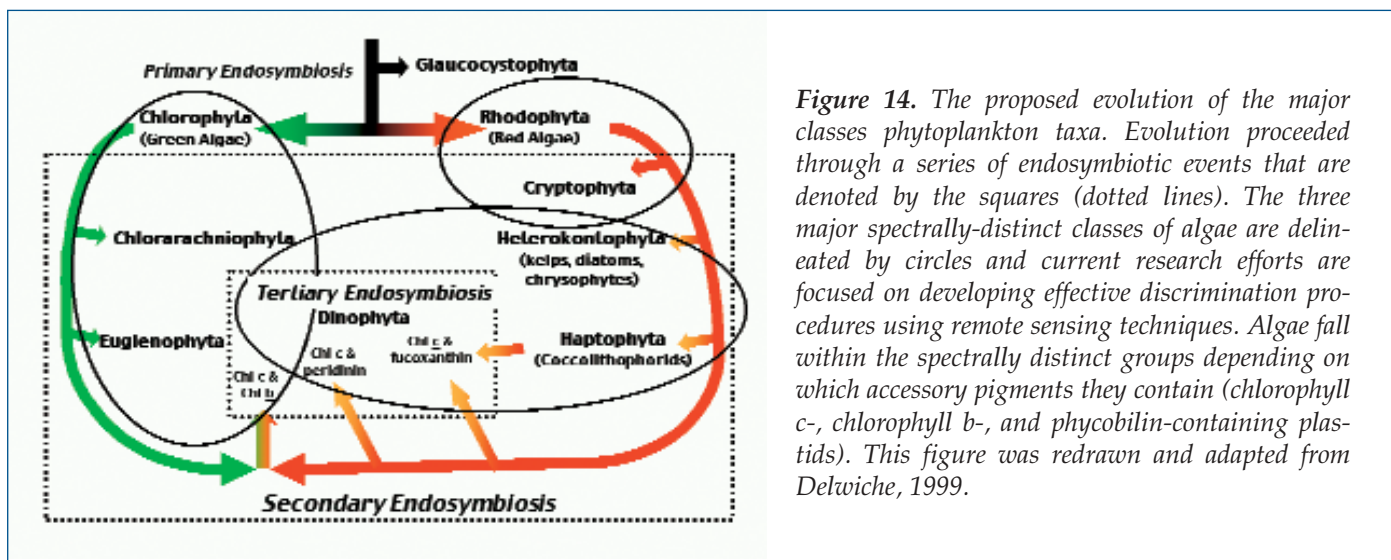 Primary Endosymbiosis
Glaucocystophyta
Chlorophyta
(Green Algae)
Rhodophyta
(Red Algae)
Cryptophyta
Chlorarachniophyta
Heterokontophyta
(kelps, diatoms,
chrysophytes)
Tertiary Endosymbiosis
Dinophyta
Euglenophyta
Chl c &
peridinin
Chl c &
fucoxanthin
Haptophyta
(Coccolithophorids)
Chl c &
Chl b
Secondary Endosymbiosis
Figure 14. The proposed evolution of the major
classes phytoplankton taxa. Evolution proceeded
through a series of endosymbiotic events that are
denoted by the squares (dotted lines). The three
major spectrally-distinct classes of algae are delin-
eated by circles and current research efforts are
focused on developing effective discrimination pro-
cedures using remote sensing techniques. Algae fall
within the spectrally distinct groups depending on
which accessory pigments they contain (chlorophyll
c-, chlorophyll b-, and phycobilin-containing plas-
tids). This figure was redrawn and adapted from
Delwiche, 1999.